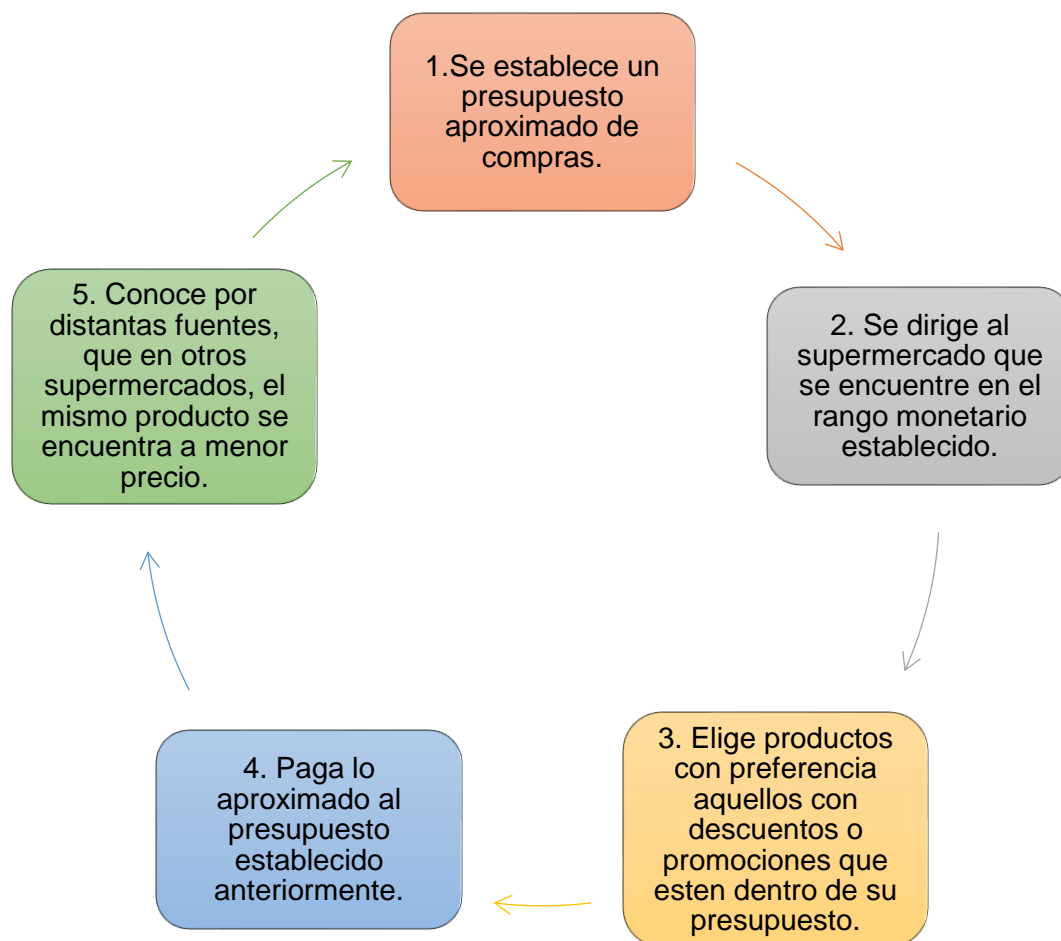 1.Se establece un
presupuesto
aproximado de
compras.
2. Se dirige al
supermercado que
se encuentre en el
rango monetario
establecido.
3. Elige productos
con preferencia
aquellos con
descuentos o
promociones que
esten dentro de su
presupuesto.
4. Paga lo
aproximado al
presupuesto
establecido
anteriormente.
5. Conoce por
distantas fuentes,
que en otros
supermercados, el
mismo producto se
encuentra a menor
precio.